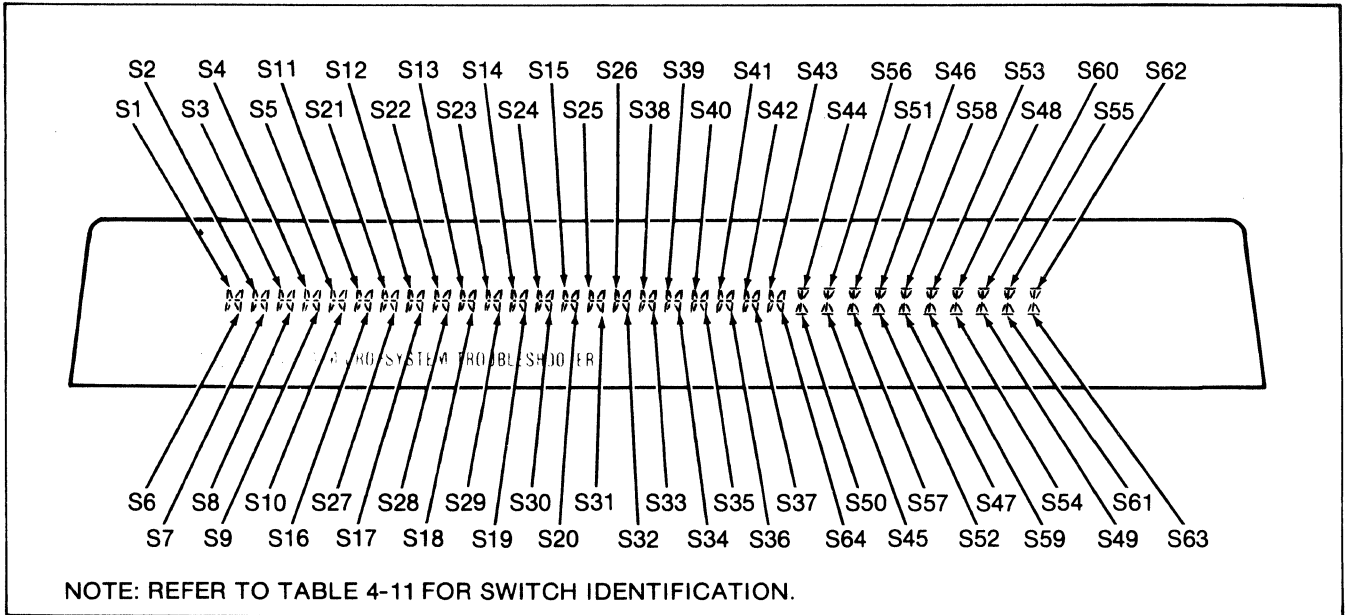 S2 S4 S11 S12 S13 S14 S15 S26 S39 S41 S43 S56 S46 S53 S60 S62
S1 S3 S5 S21 S22 S23 S24 S25 S38 S40 S42 S44 S51 S58 S48 S55
SYSTEM TROUBLESHOOTER
S6 S8 S10 S27 S28 S29 S30 S31 S33 S35 S37 S50 S57 S47 S54 S61
S7 S9 S16 S17 S18 S19 S20 S32 S34 S36 S64 S45 S52 S59 S49 S63
NOTE: REFER TO TABLE 4-11 FOR SWITCH IDENTIFICATION.